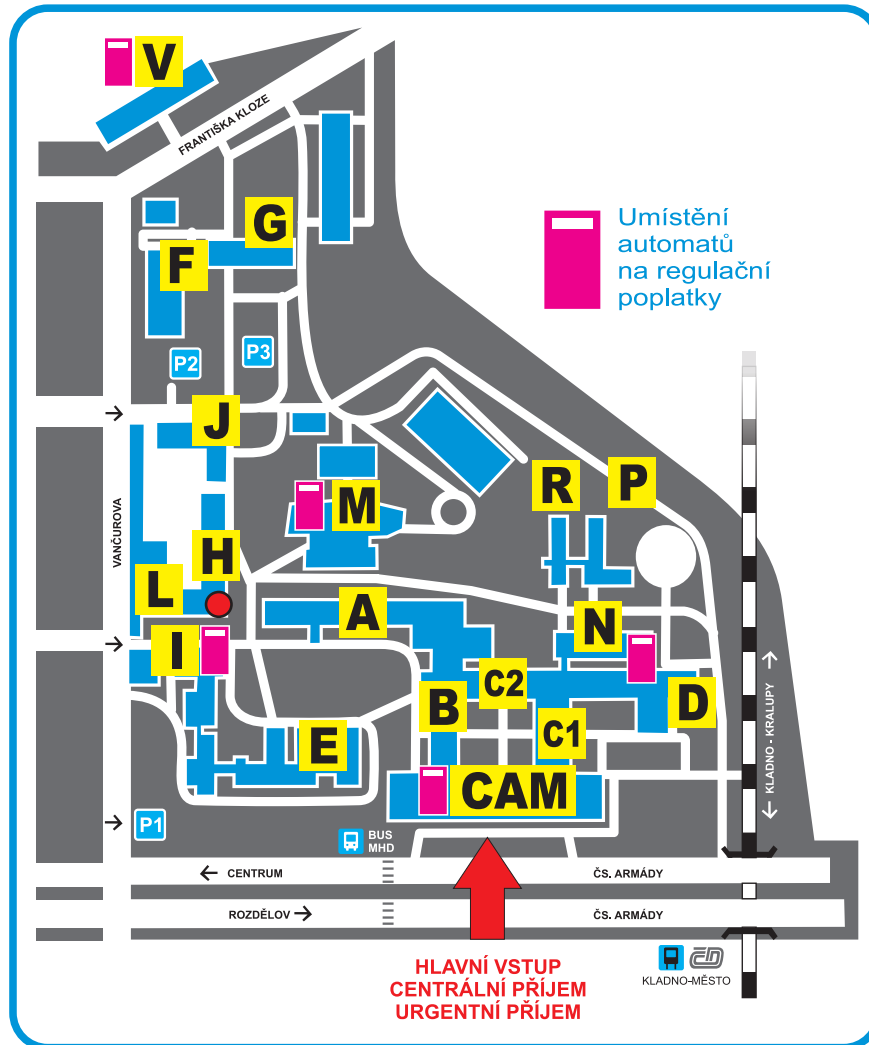 V
FRANTIŠKA KLOZE
G
F
Umístění
automatů
na regulační
poplatky
P2
P3
J
R
P
M
VANČUROVA
H
L
A
N
I
C2
D
B
C1
E
KLADNO - KRALUPY
CAM
P1
BUS
MHD
CENTRUM
ČS. ARMÁDY
ROZDĚLOV
ČS. ARMÁDY
HLAVNÍ VSTUP
CENTRÁLNÍ PŘÍJEM
URGENTNÍ PŘÍJEM
ČD
KLADNO-MĚSTO